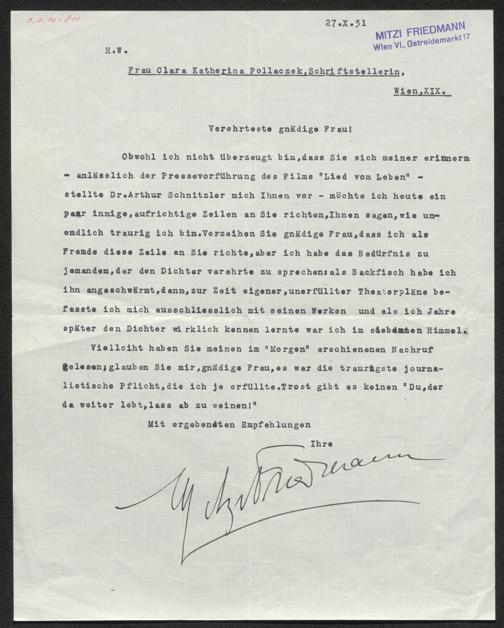 27.X.31
MITZI FRIEDMANN
Wien VI., Getreidemarkt 17
H.W.
Frau Clara Katherina Pollaczek,Schriftstellerin,
Wien,XIX.
Verehrteste gnädige Frau!
Obwohl ich nicht überzeugt bin,dass Sie sich meiner erinnern
- anlässlich der Pressevorführung des Films "Lied vom Leben" -
stellte Dr.Arthur Schnitzler mich Ihnen vor - möchte ich heute ein
paar innige,aufrichtige Zeilen an Sie richten,Ihnen sagen,wie un-
endlich traurig ich bin.Verzeihen Sie gnädige Frau,dass ich als
Fremde diese Zeile an Sie richte,aber ich habe das Bedürfnis zu
jemandem,der den Dichter verehrte zu sprechen:als Backfisch habe ich
ihn angeschwärmt,dann,zur Zeit eigener,unerfüllter Theaterpläne be-
fasste ich mich ausschliesslich mit seinen Werken und als ich Jahre
später den Dichter wirklich kennen lernte war ich im siebenten Himmel.
Viellciht haben Sie meinen im "Morgen" erschienenen Nachruf
gelesen;glauben Sie mir,gnädige Frau,es war die traurigste journa-
listische Pflicht,die ich je erfüllte.Trost gibt es keinen "Du,der
da weiter lebt,lass ab zu weinen!"
Mit ergebendten Empfehlungen
Ihre
Mitzi Friedmann